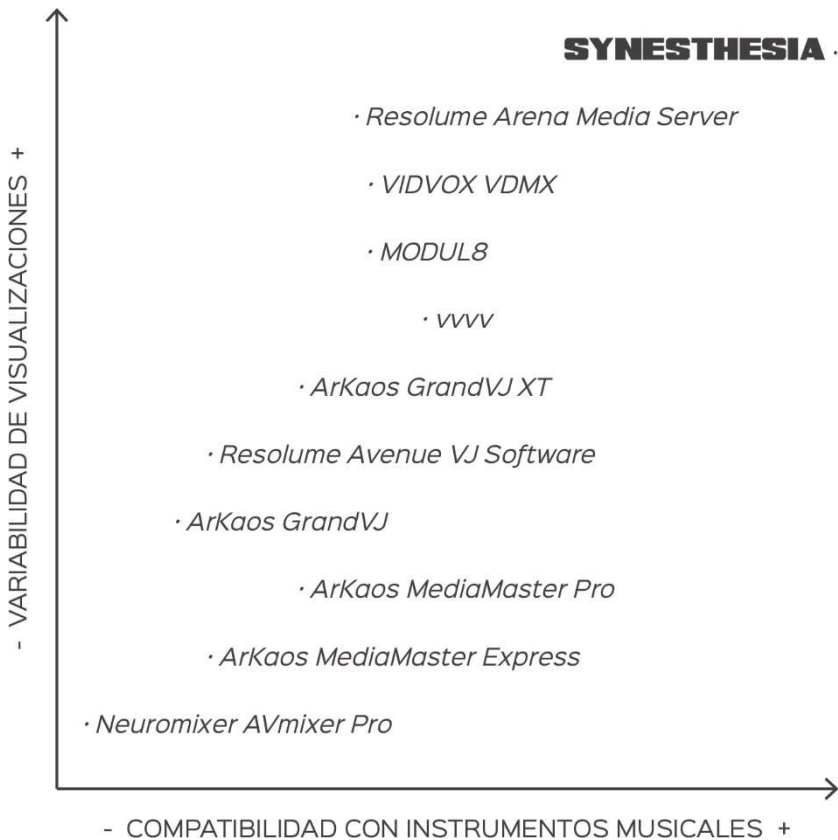 SYNESTHESIA ·
· Resolume Arena Media Server
· VIDVOX VDMX
· MODUL8
· vvvv
· ArKaos GrandVJ XT
· Resolume Avenue VJ Software
· ArKaos GrandVJ
· ArKaos MediaMaster Pro
· ArKaos MediaMaster Express
· Neuromixer AVmixer Pro
- VARIABILIDAD DE VISUALIZACIONES +
- COMPATIBILIDAD CON INSTRUMENTOS MUSICALES +